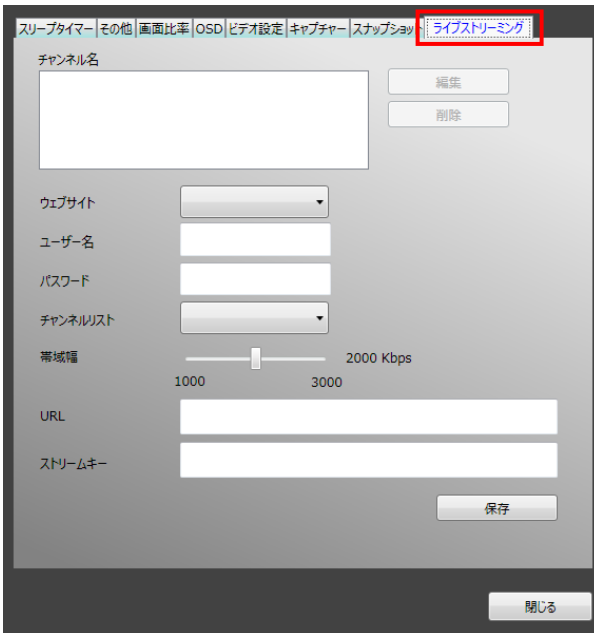 スリープタイマー その他 画面比率 OSD ビデオ設定 キャプチャー スナップショット ライブストリーミング
チャンネル名
編集
削除
ウェブサイト
ユーザー名
パスワード
チャンネルリスト
帯域幅 2000 Kbps
1000 3000
URL
ストリームキー
保存
閉じる